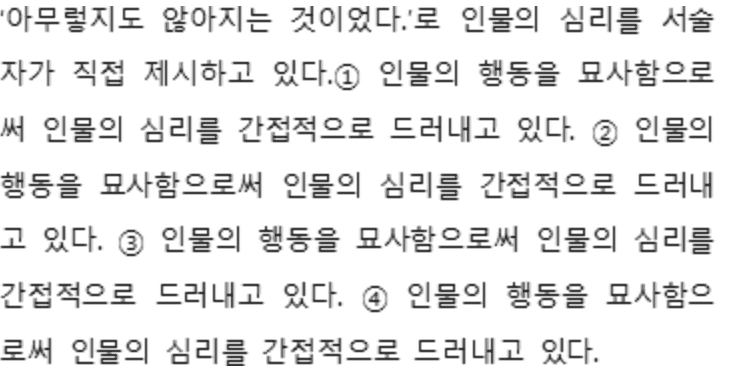 ‘아무렇지도 않아지는 것이었다.’로 인물의 심리를 서술
자가 직접 제시하고 있다.① 인물의 행동을 묘사함으로
써 인물의 심리를 간접적으로 드러내고 있다. ② 인물의
행동을 묘사함으로써 인물의 심리를 간접적으로 드러내
고 있다. ③ 인물의 행동을 묘사함으로써 인물의 심리를
간접적으로 드러내고 있다. ④ 인물의 행동을 묘사함으
로써 인물의 심리를 간접적으로 드러내고 있다.